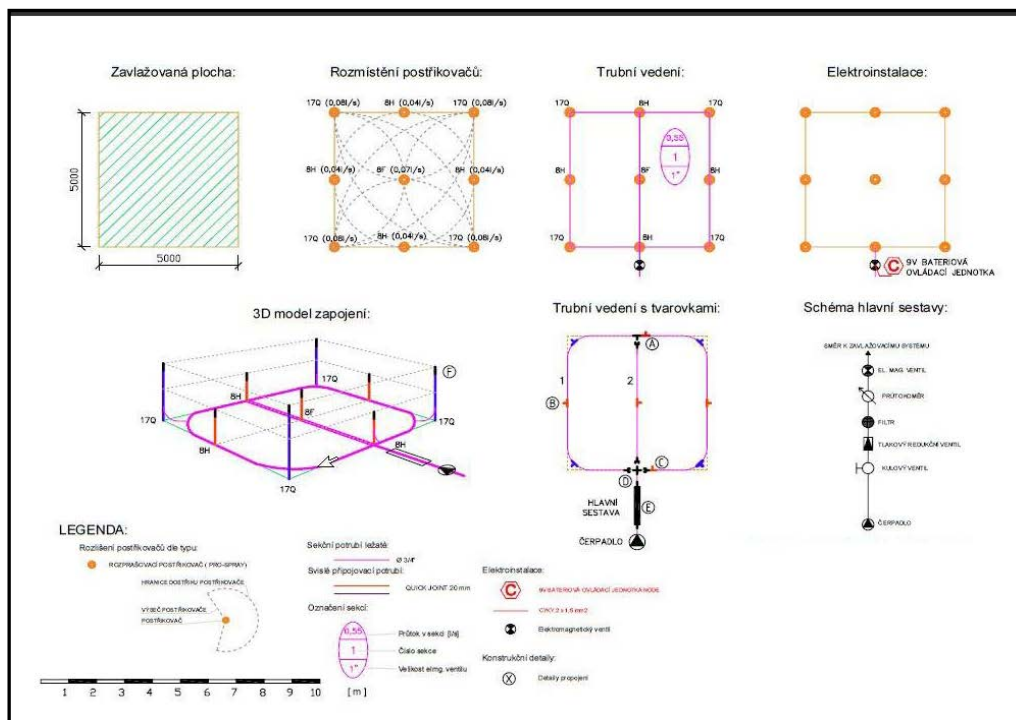 Zavlažovaná plocha:
Rozmístění postřikovačů:
Trubní vedení:
Elektroinstalace:
17Q (0,08l/s)
8H (0,04l/s)
17Q (0,08l/s)
8H (0,04l/s)
8F (0,07l/s)
8H (0,04l/s)
17Q (0,08l/s)
8H (0,04l/s)
17Q (0,08l/s)
5000
5000
17Q
8H
17Q
0,55
1
1"
8H
8F
8H
17Q
8H
17Q
C
9V BATERIOVÁ
OVLÁDACÍ JEDNOTKA
3D model zapojení:
Trubní vedení s tvarovkami:
Schéma hlavní sestavy:
17Q
F
8H
8F
17Q
17Q
8H
8H
17Q
A
1
2
B
C
D
E
HLAVNÍ
SESTAVA
ČERPADLO
SMĚR K ZAVLAŽOVACÍMU SYSTÉMU
EL. MAG. VENTIL
PRŮTOKOMĚR
FILTR
TLAKOVÝ REDUKČNÍ VENTIL
KULOVÝ VENTIL
ČERPADLO
LEGENDA:
Rozlišení postřikovačů dle typu:
ROZPRAŠOVACÍ POSTŘIKOVAČ ( PRO-SPRAY)
HRANICE DOSTŘIKU POSTŘIKOVAČE
VÝSEČ POSTŘIKOVAČE
POSTŘIKOVAČ
Sekční potrubí ležaté:
Ø 3/4"
Svislé připojovací potrubí:
QUICK JOINT 20 mm
Označení sekcí:
0,55
1
1"
Průtok v sekci [l/s]
Číslo sekce
Velikost elmg. ventilu
Elektroinstalace:
C
9V BATERIOVÁ OVLÁDACÍ JEDNOTKA NODE
CYKY 2 x 1,5 mm2
Elektromagnetický ventil
Konstrukční detaily:
X
Detaily propojení
1 2 3 4 5 6 7 8 9 10 [ m ]